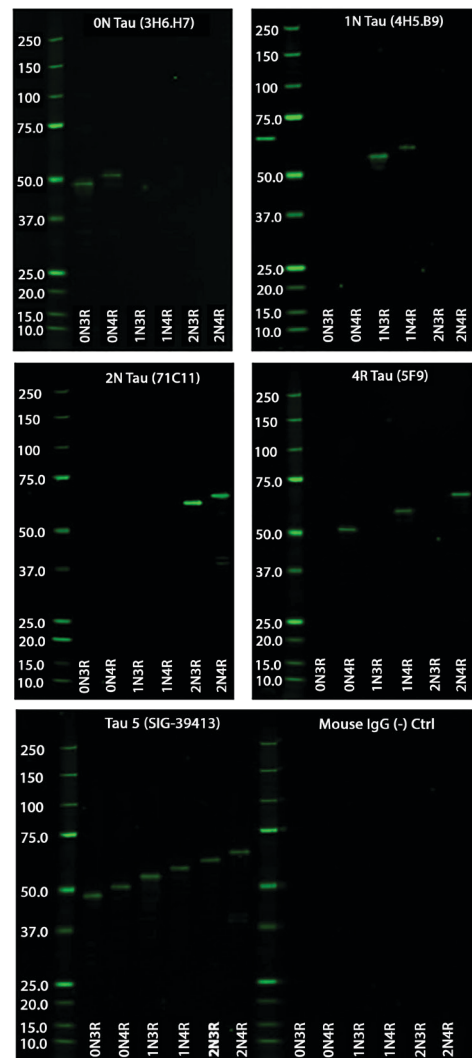 0N Tau (3H6.H7)
250
150
100
75.0
50.0
37.0
25.0
20.0
15.0
10.0
0N3R
0N4R
1N3R
1N4R
2N3R
2N4R
1N Tau (4H5.B9)
250
150
100
75.0
50.0
37.0
25.0
20.0
15.0
10.0
0N3R
0N4R
1N3R
1N4R
2N3R
2N4R
2N Tau (71C11)
250
150
100
75.0
50.0
37.0
25.0
20.0
15.0
10.0
0N3R
0N4R
1N3R
1N4R
2N3R
2N4R
4R Tau (5F9)
250
150
100
75.0
50.0
37.0
25.0
20.0
15.0
10.0
0N3R
0N4R
1N3R
1N4R
2N3R
2N4R
Tau 5 (SIG-39413)
250
150
100
75.0
50.0
37.0
25.0
20.0
15.0
10.0
0N3R
0N4R
1N3R
1N4R
2N3R
2N4R
Mouse IgG (-) Ctrl
0N3R
0N4R
1N3R
1N4R
2N3R
2N4R